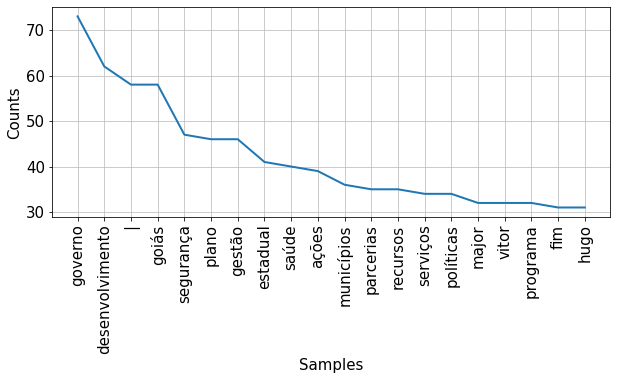 70
60
50
40
30
Counts
governo
desenvolvimento
|
goiás
segurança
plano
gestão
estadual
saúde
ações
municípios
parcerias
recursos
serviços
políticas
major
vitor
programa
fim
hugo
Samples